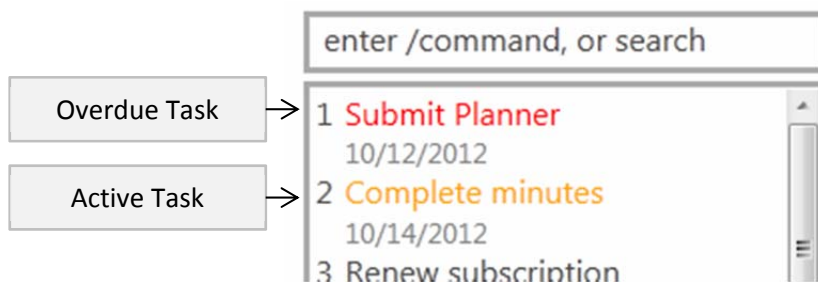 enter /command, or search
Overdue Task
1 Submit Planner
10/12/2012
Active Task
2 Complete minutes
10/14/2012
3 Renew subscription